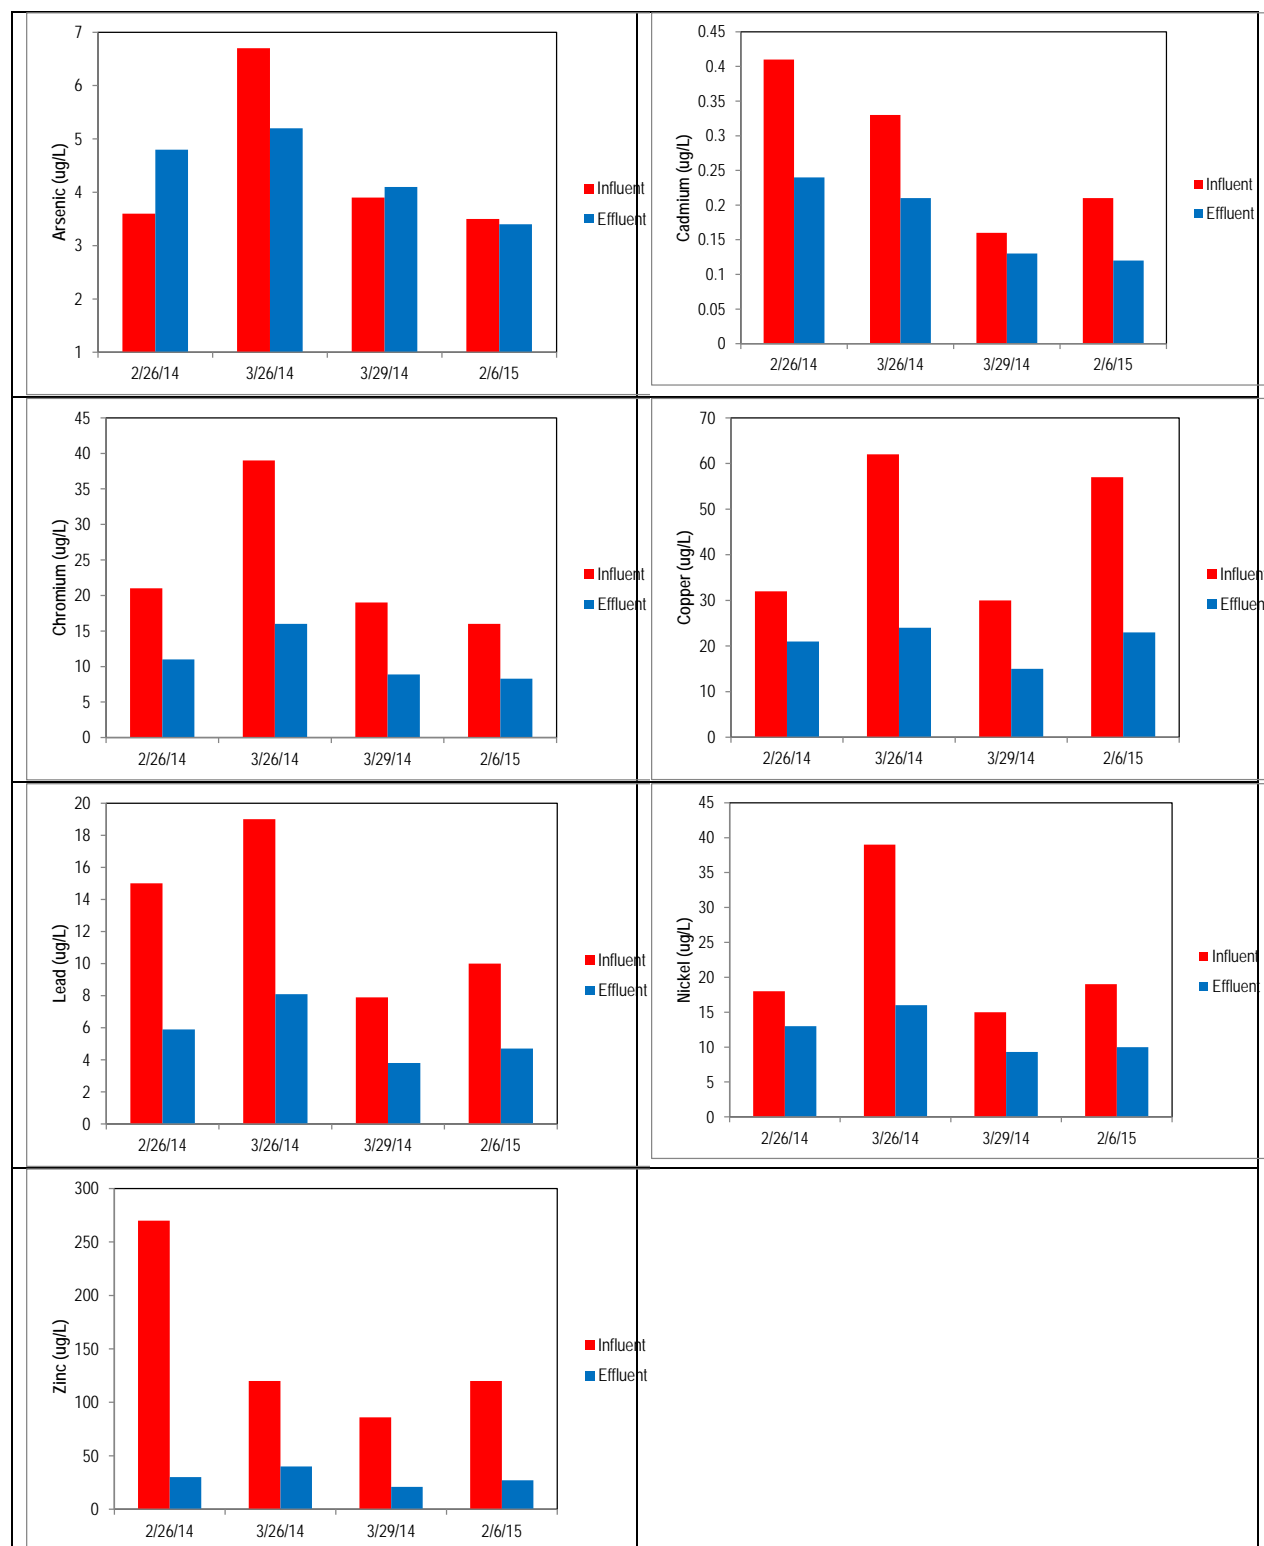 Arsenic (ug/L)
7
6
5
4
3
2
1
2/26/14 3/26/14 3/29/14 2/6/15
Influent
Effluent
Cadmium (ug/L)
0.45
0.4
0.35
0.3
0.25
0.2
0.15
0.1
0.05
0
2/26/14 3/26/14 3/29/14 2/6/15
Influent
Effluent
Chromium (ug/L)
45
40
35
30
25
20
15
10
5
0
2/26/14 3/26/14 3/29/14 2/6/15
Influent
Effluent
Copper (ug/L)
70
60
50
40
30
20
10
0
2/26/14 3/26/14 3/29/14 2/6/15
Influent
Effluent
Lead (ug/L)
20
18
16
14
12
10
8
6
4
2
0
2/26/14 3/26/14 3/29/14 2/6/15
Influent
Effluent
Nickel (ug/L)
45
40
35
30
25
20
15
10
5
0
2/26/14 3/26/14 3/29/14 2/6/15
Influent
Effluent
Zinc (ug/L)
300
250
200
150
100
50
0
2/26/14 3/26/14 3/29/14 2/6/15
Influent
Effluent